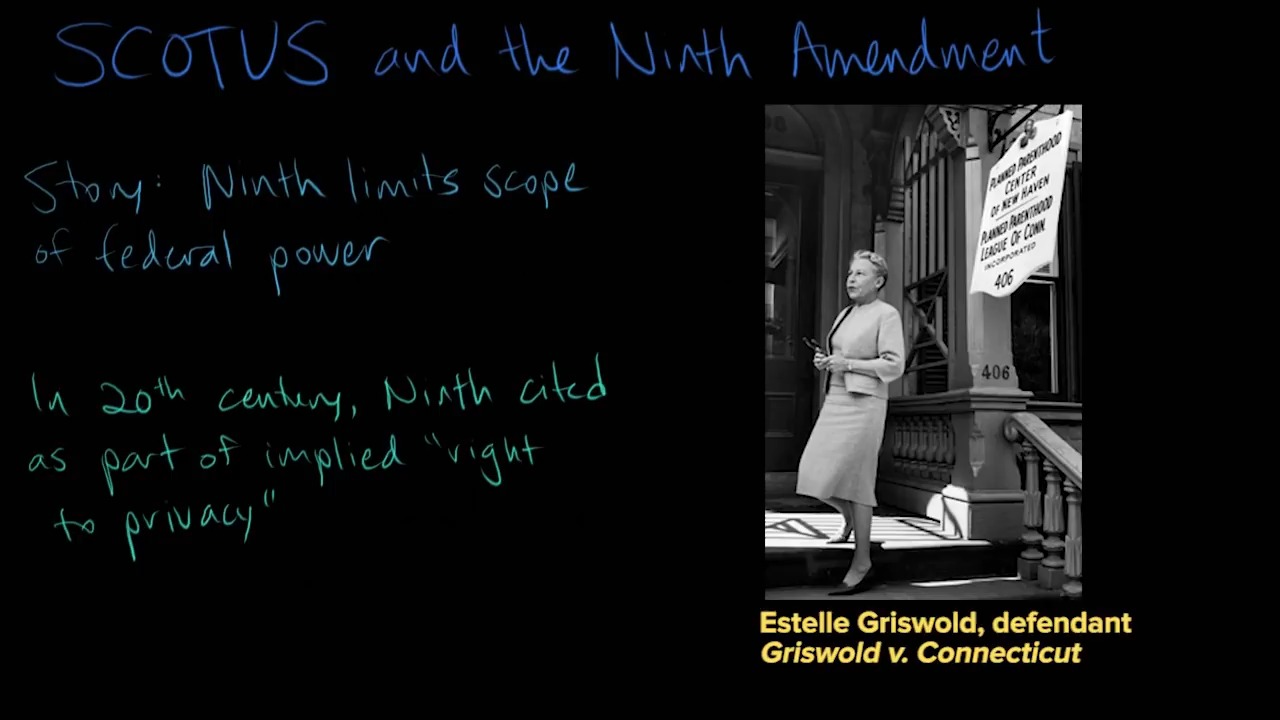 SCOTUS and the Ninth Amendment
Story: Ninth limits scope
of federal power
In 20th century, Ninth cited
as part of implied "right
to privacy"
PLANNED PARENTHOOD
CENTER
OF NEW HAVEN
PLANNED PARENTHOOD
LEAGUE OF CONN.
INCORPORATED
406
406
Estelle Griswold, defendant
Griswold v. Connecticut